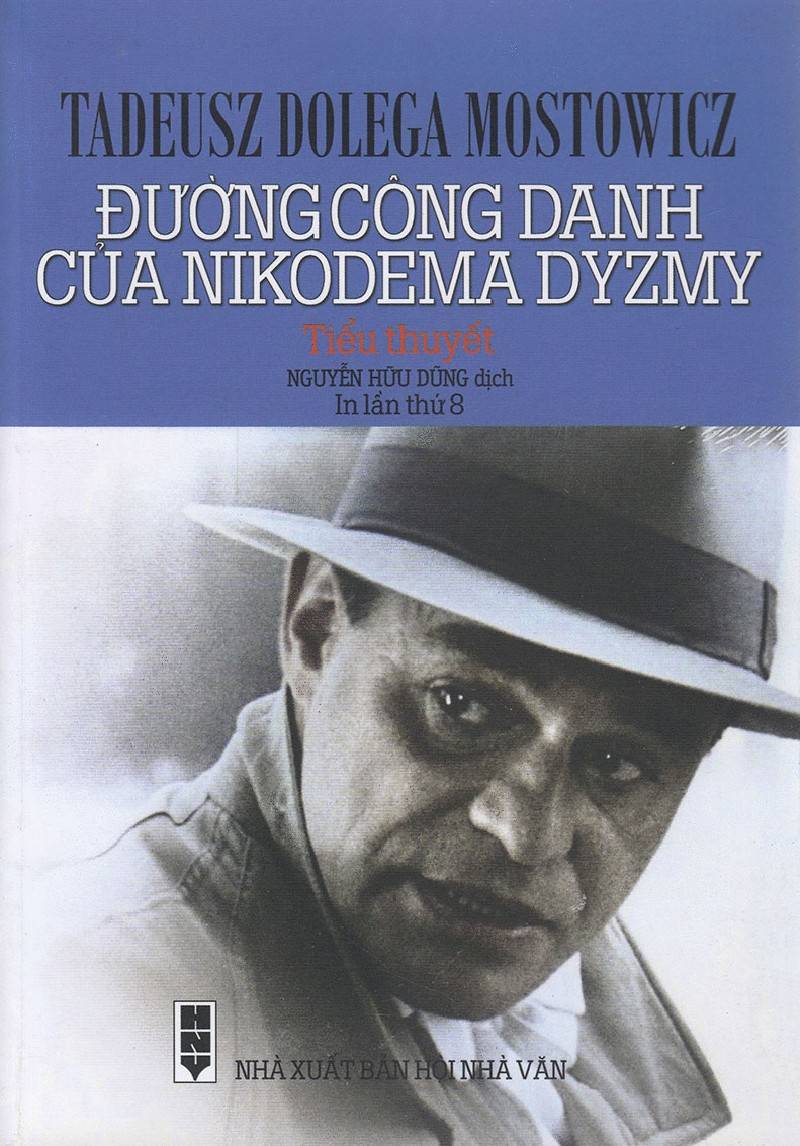 TADEUSZ DOLEGA MOSTOWICZ
ĐƯỜNG CÔNG DANH
CỦA NIKODEMA DYZMY
Tiểu thuyết
NGUYỄN HỮU DŨNG dịch
In lần thứ 8
HNV
NHÀ XUẤT BẢN HỘI NHÀ VĂN